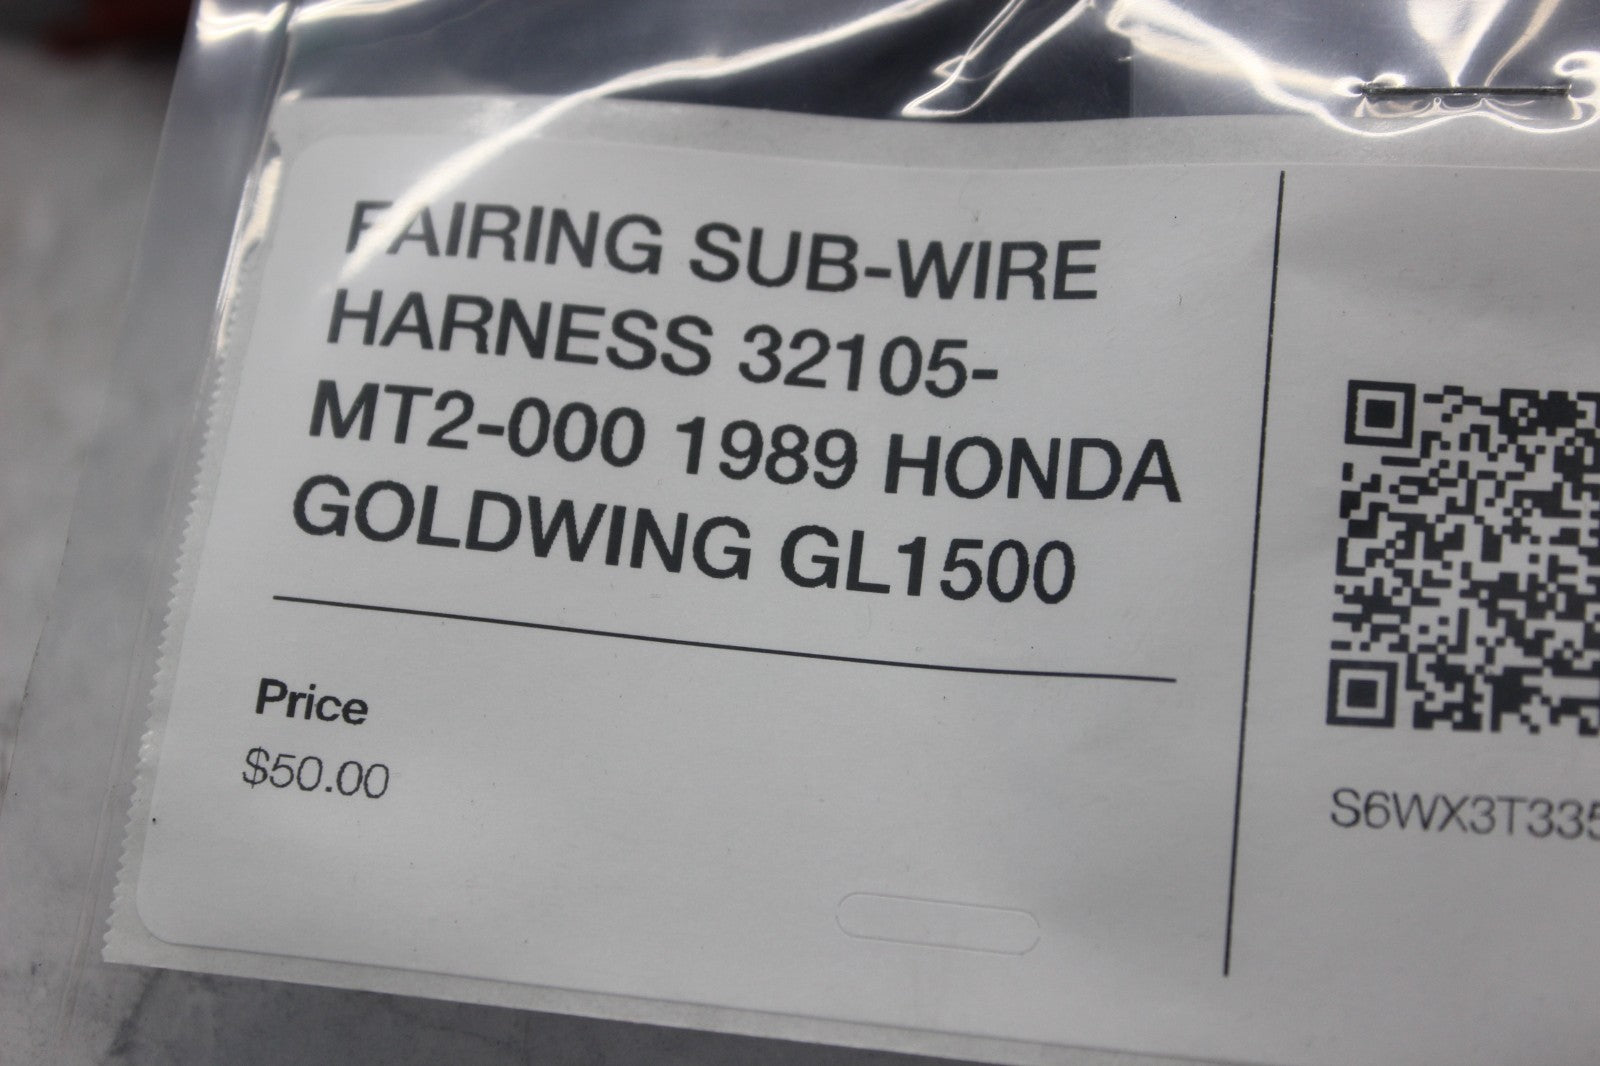 FAIRING SUB-WIRE
HARNESS 32105-
MT2-000 1989 HONDA
GOLDWING GL1500
Price
$50.00
S6WX3T335